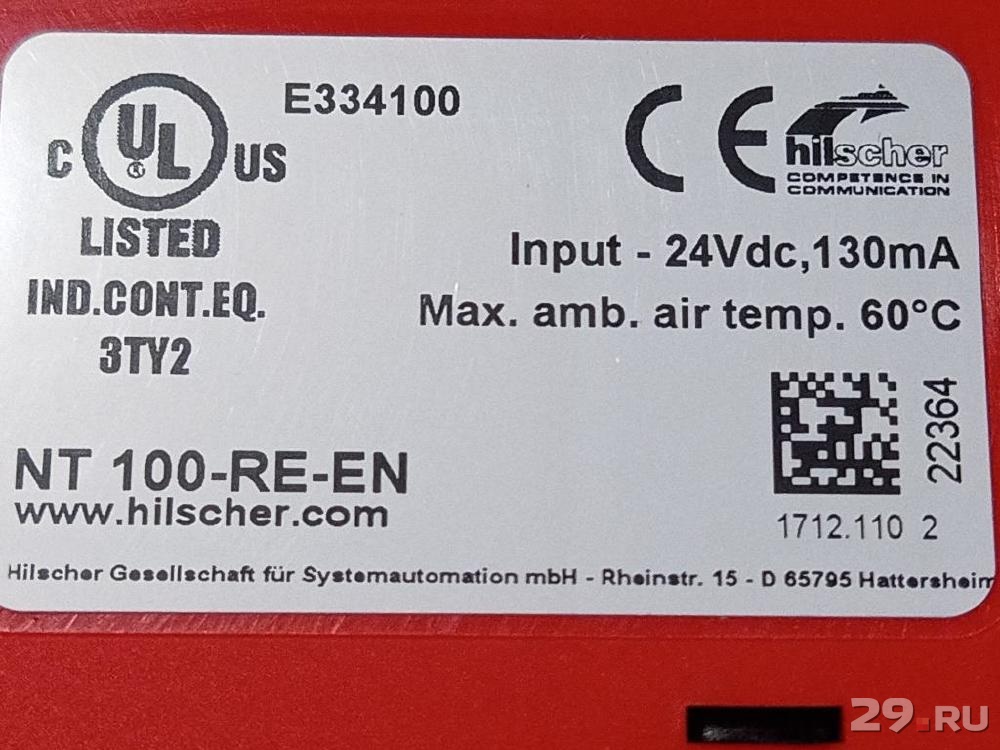 E334100
C UL ® US
LISTED
IND.CONT.EQ.
3TY2
CE
hilscher
COMPETENCE IN
COMMUNICATION
Input - 24Vdc,130mA
Max. amb. air temp. 60°C
22364
1712.110 2
NT 100-RE-EN
www.hilscher.com
Hilscher Gesellschaft für Systemautomation mbH - Rheinstr. 15 - D 65795 Hattersheim
29.RU